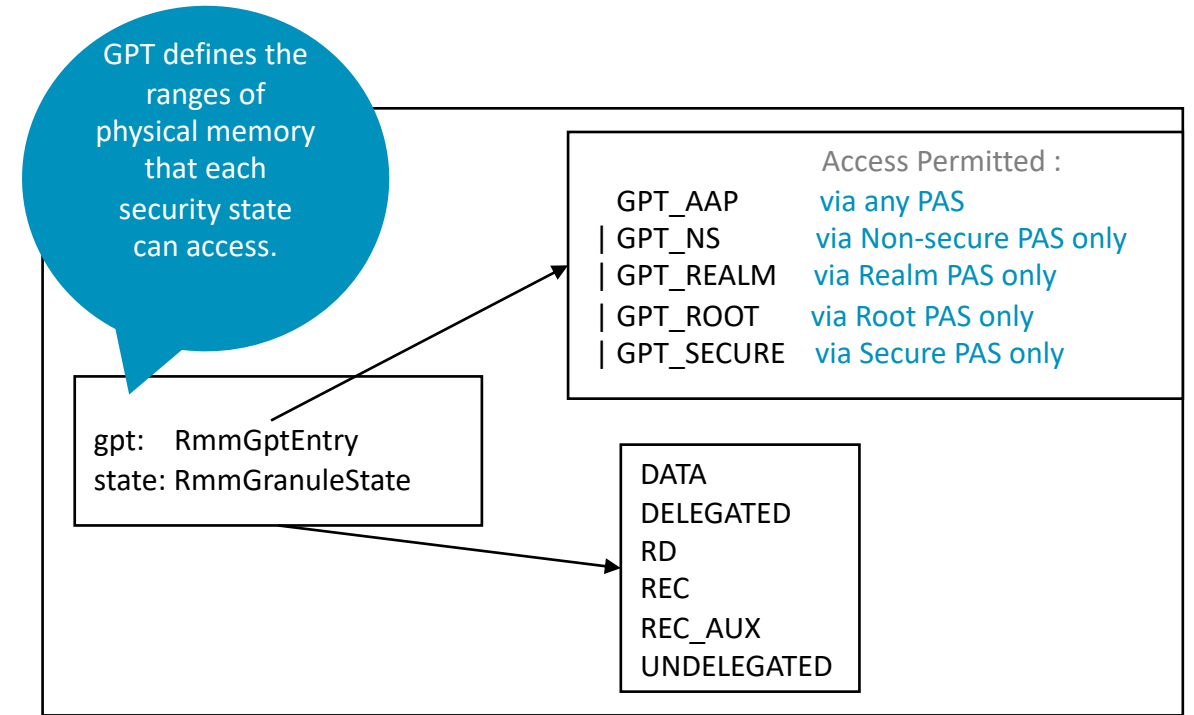 GPT defines the
ranges of
physical memory
that each
security state
can access.
Access Permitted :
GPT_AAP via any PAS
| GPT_NS via Non-secure PAS only
| GPT_REALM via Realm PAS only
| GPT_ROOT via Root PAS only
| GPT_SECURE via Secure PAS only
gpt: RmmGptEntry
state: RmmGranuleState
DATA
DELEGATED
RD
REC
REC_AUX
UNDELEGATED